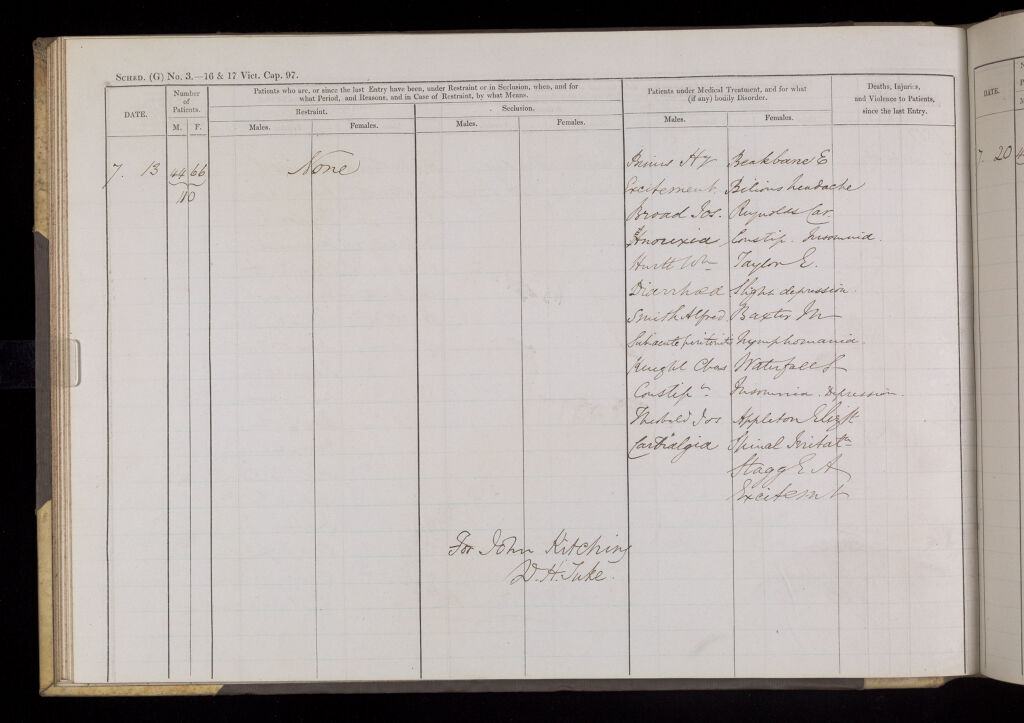 SCHED. (G) No. 3.—16 & 17 Vict. Cap. 97.
DATE.
Number of Patients.
M. F.
Patients who are, or since the last Entry have been, under Restraint or in Seclusion, when, and for
what Period, and Reasons, and in Case of Restraint, by what Means.
Restraint.
Males. Females.
Seclusion.
Males. Females.
Patients under Medical Treatment, and for what
(if any) bodily Disorder.
Males. Females.
Deaths, Injuries,
and Violence to Patients,
since the last Entry.
7. 13 44 66 None
110
Hy Beakbane E
Excitement. Bilious headache
Broad Jos. Reynolds Car
Anorexia Constip. Insomnia.
Wm Taylor E.
Diarrhœa Slight depression.
Smith Alfred Baxter M
Subacute peritonitis Nymphomania.
Knight Chas Waterfall S
Constipn Insomnia. Depression.
Jos Appleton Elizth
Cardialgia Spinal Irritatn
Stagg E A
Excitemt
For John Kitching
D. H. Tuke.
DATE.
7. 20